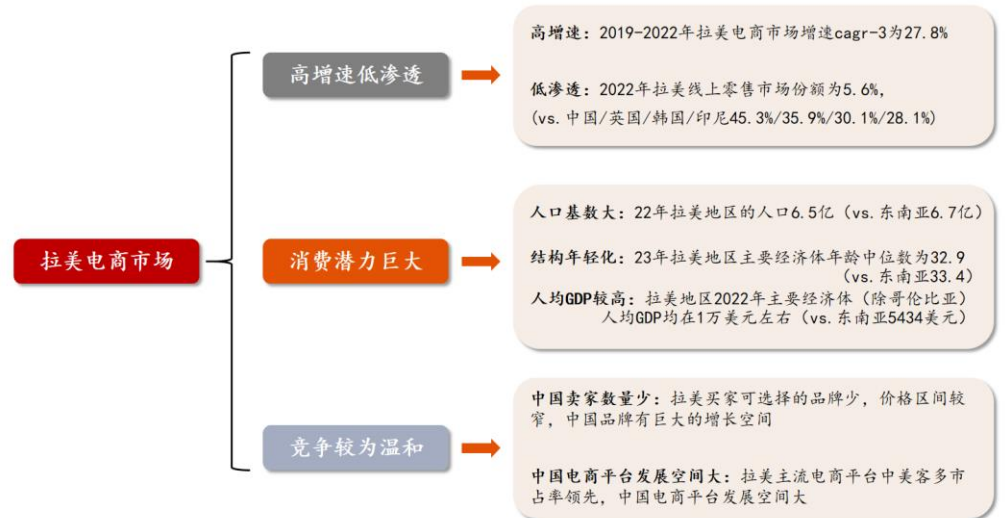 拉美电商市场
高增速低渗透
高增速：2019-2022年拉美电商市场增速cagr-3为27.8%
低渗透：2022年拉美线上零售市场份额为5.6%，
(vs.中国/英国/韩国/印尼45.3%/35.9%/30.1%/28.1%)
消费潜力巨大
人口基数大：22年拉美地区的人口6.5亿（vs.东南亚6.7亿）
结构年轻化：23年拉美地区主要经济体年龄中位数为32.9
（vs.东南亚33.4）
人均GDP较高：拉美地区2022年主要经济体（除哥伦比亚）
人均GDP均在1万美元左右（vs.东南亚5434美元）
竞争较为温和
中国卖家数量少：拉美买家可选择的品牌少，价格区间较
窄，中国品牌有巨大的增长空间
中国电商平台发展空间大：拉美主流电商平台中美客多市
占率领先，中国电商平台发展空间大